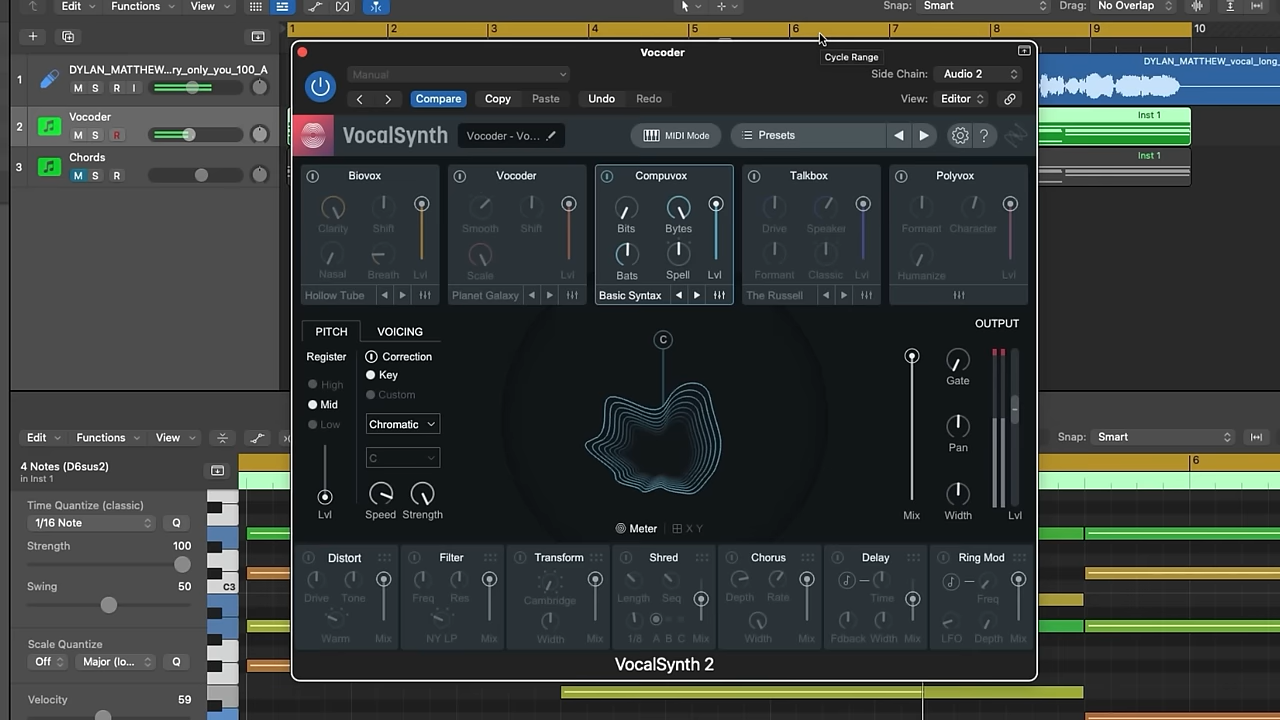 Edit Functions View Snap: Smart Drag: No Overlap
1 2 3 4 5 6 7 8 9 10
Cycle Range
1 DYLAN_MATTHEW...ry_only_you_100_A
M S R I
2 Vocoder
M S R
3 Chords
M S R
DYLAN_MATTHEW_vocal_long_
Inst 1
Inst 1
Vocoder
Manual Side Chain: Audio 2
Compare Copy Paste Undo Redo View: Editor
VocalSynth Vocoder - Vo... MIDI Mode Presets ?
Biovox Vocoder Compuvox Talkbox Polyvox
Clarity Shift Smooth Shift Bits Bytes Drive Speaker Formant Character
Nasal Breath Lvl Scale Lvl Bats Spell Lvl Formant Classic Lvl Humanize Lvl
Hollow Tube Planet Galaxy Basic Syntax The Russell
PITCH VOICING
Register
High
Mid
Low
Lvl
Correction
Key
Custom
Chromatic
C
Speed Strength
C
Meter X Y
OUTPUT
Gate
Pan
Mix Width Lvl
Distort Filter Transform Shred Chorus Delay Ring Mod
Drive Tone Freq Res Cambridge Length Seq Depth Rate Time Freq
Warm Mix NY LP Mix Width Mix 1/8 A B C Mix Width Mix Fdback Width Mix LFO Depth Mix
VocalSynth 2
Edit Functions View Snap: Smart
6
4 Notes (D6sus2)
in Inst 1
Time Quantize (classic)
1/16 Note Q
Strength 100
Swing 50
Scale Quantize
Off Major (lo... Q
Velocity 59
C3